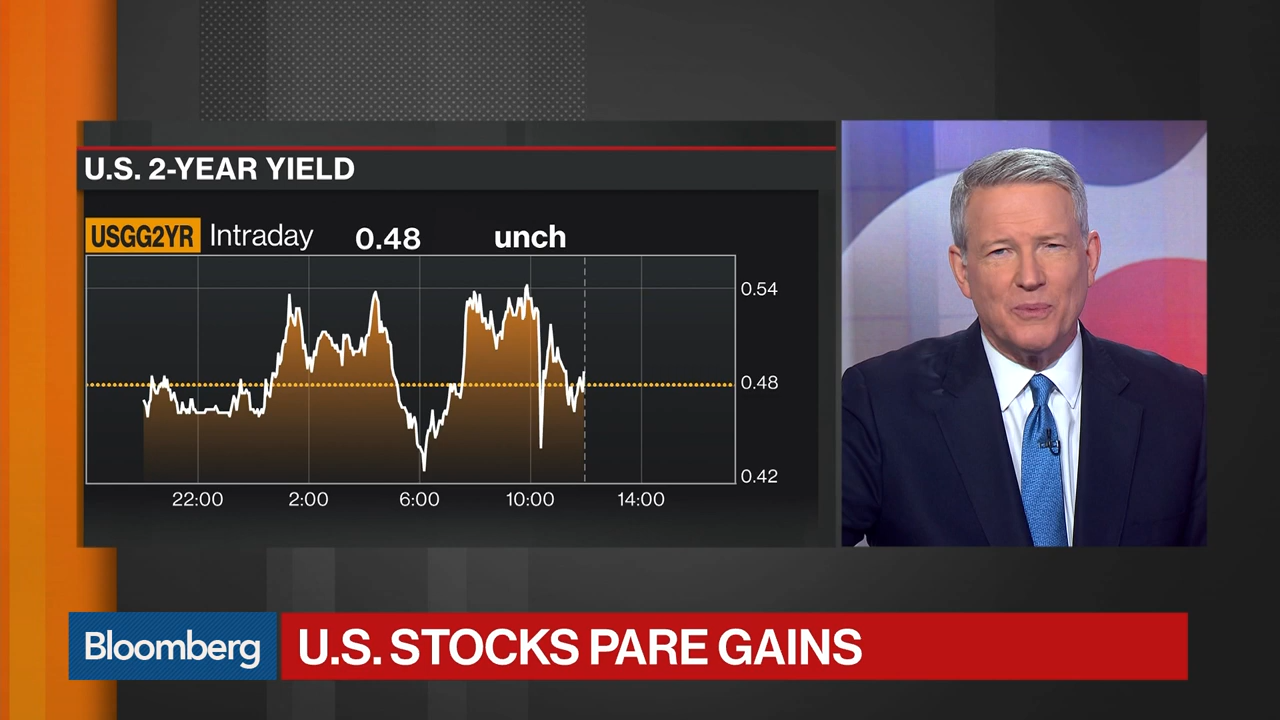 U.S. 2-YEAR YIELD
USGG2YR Intraday 0.48 unch
0.54
0.48
0.42
22:00 2:00 6:00 10:00 14:00
Bloomberg U.S. STOCKS PARE GAINS